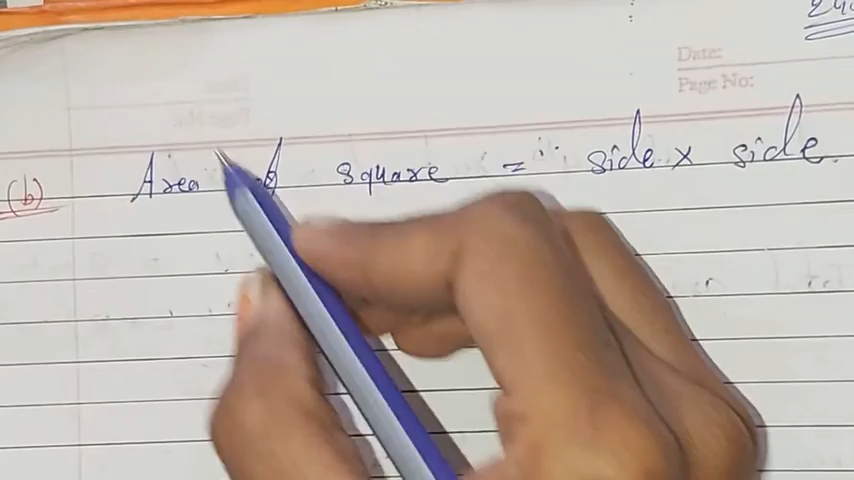 Date:
Page No:
(b) Area of square = side × side.